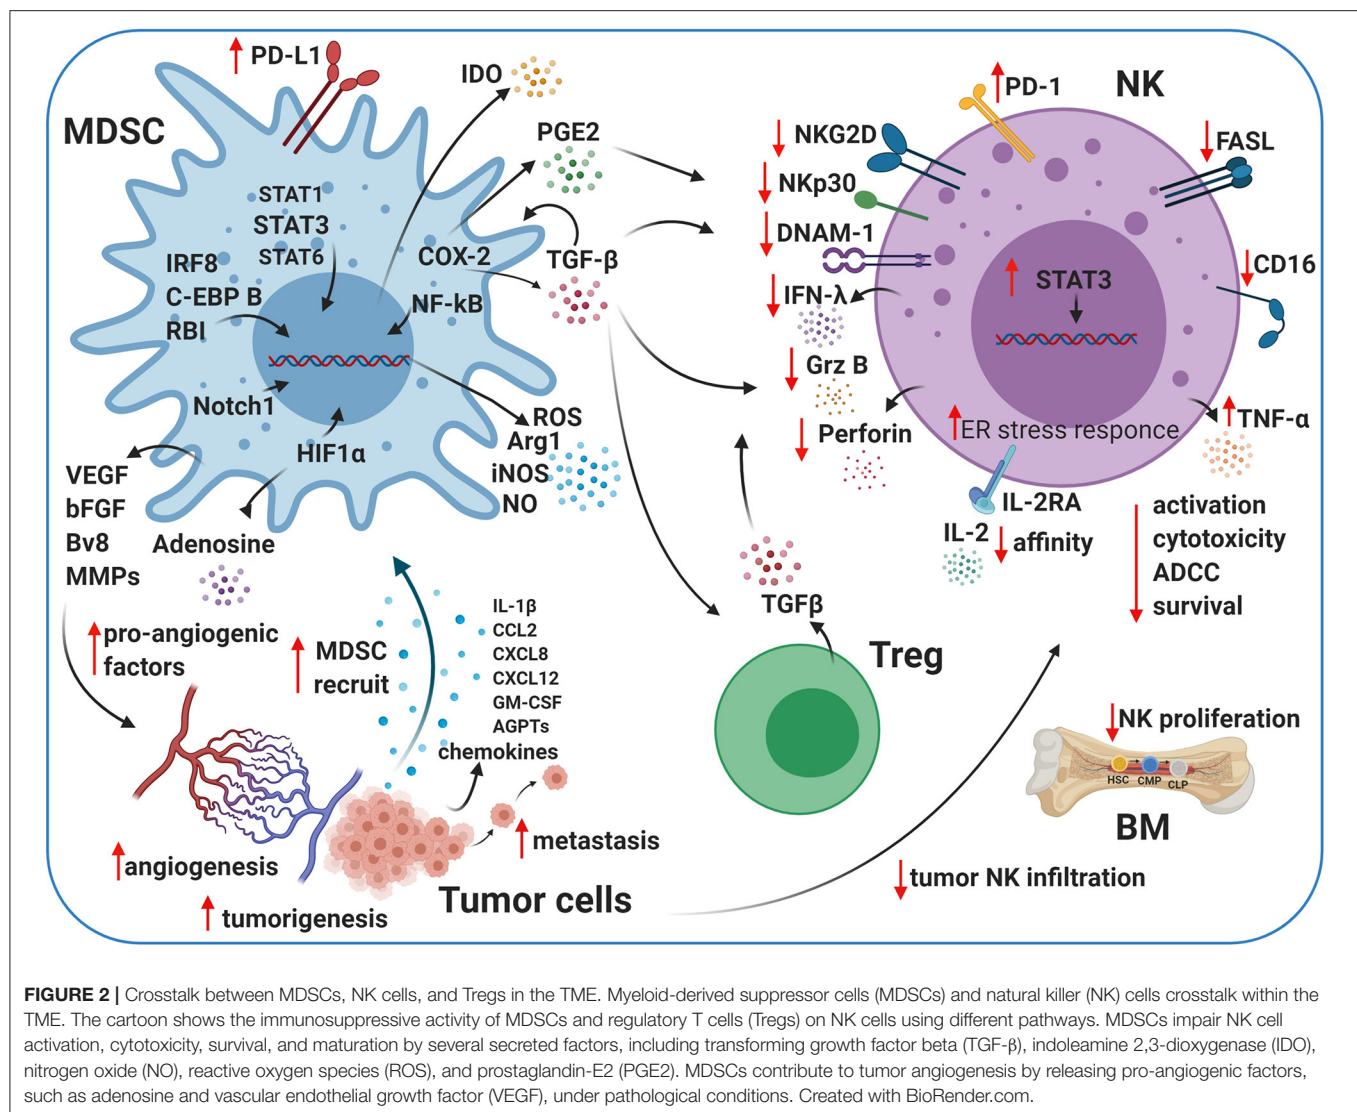 PD-L1
IDO
PD-1
NK
MDSC
PGE2
NKG2D
FASL
NKp30
STAT1
STAT3
STAT6
DNAM-1
COX-2
TGF-β
IRF8
C-EBP B
RBI
NF-kB
IFN-λ
STAT3
CD16
Grz B
Notch1
ROS
Arg1
iNOS
NO
Perforin
ER stress responce
TNF-α
HIF1α
VEGF
bFGF
Bv8
MMPs
Adenosine
IL-2RA
IL-2
affinity
activation
cytotoxicity
ADCC
survival
TGFβ
IL-1β
CCL2
CXCL8
CXCL12
GM-CSF
AGPTs
chemokines
pro-angiogenic
factors
MDSC
recruit
Treg
NK proliferation
HSC
CMP
CLP
BM
metastasis
angiogenesis
tumorigenesis
Tumor cells
tumor NK infiltration
FIGURE 2 | Crosstalk between MDSCs, NK cells, and Tregs in the TME. Myeloid-derived suppressor cells (MDSCs) and natural killer (NK) cells crosstalk within the
TME. The cartoon shows the immunosuppressive activity of MDSCs and regulatory T cells (Tregs) on NK cells using different pathways. MDSCs impair NK cell
activation, cytotoxicity, survival, and maturation by several secreted factors, including transforming growth factor beta (TGF-β), indoleamine 2,3-dioxygenase (IDO),
nitrogen oxide (NO), reactive oxygen species (ROS), and prostaglandin-E2 (PGE2). MDSCs contribute to tumor angiogenesis by releasing pro-angiogenic factors,
such as adenosine and vascular endothelial growth factor (VEGF), under pathological conditions. Created with BioRender.com.